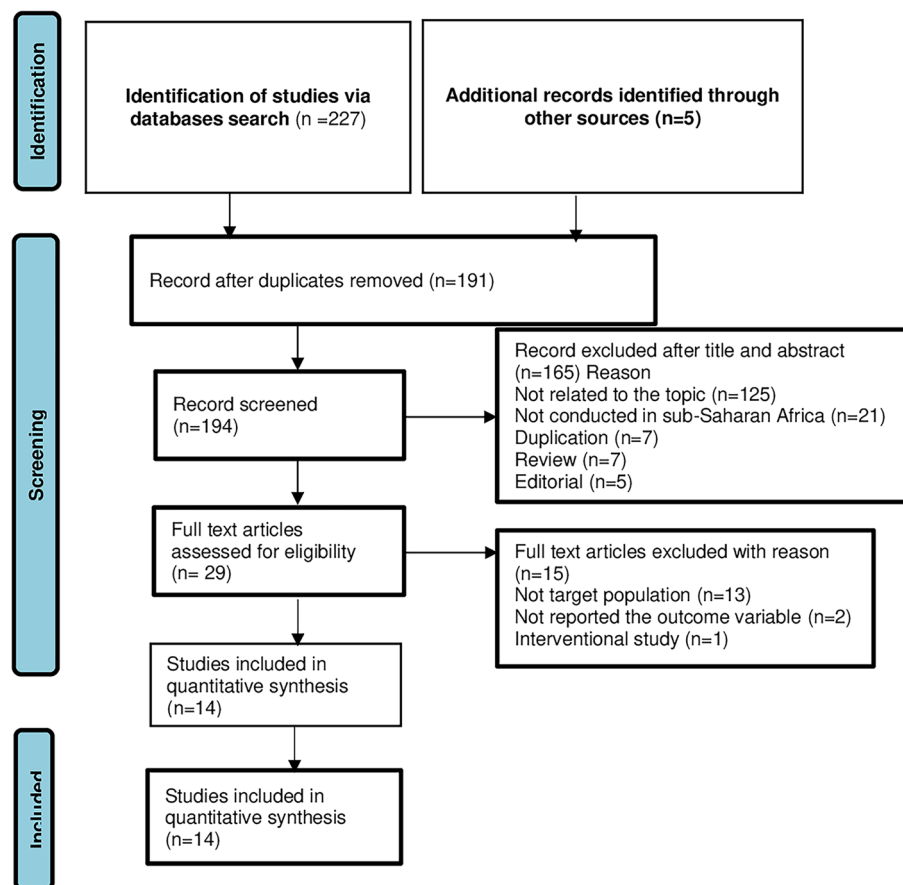 Identification
Identification of studies via
databases search (n =227)
Additional records identified through
other sources (n=5)
Screening
Record after duplicates removed (n=191)
Record screened
(n=194)
Record excluded after title and abstract
(n=165) Reason
Not related to the topic (n=125)
Not conducted in sub-Saharan Africa (n=21)
Duplication (n=7)
Review (n=7)
Editorial (n=5)
Full text articles
assessed for eligibility
(n= 29)
Full text articles excluded with reason
(n=15)
Not target population (n=13)
Not reported the outcome variable (n=2)
Interventional study (n=1)
Studies included in
quantitative synthesis
(n=14)
Included
Studies included in
quantitative synthesis
(n=14)